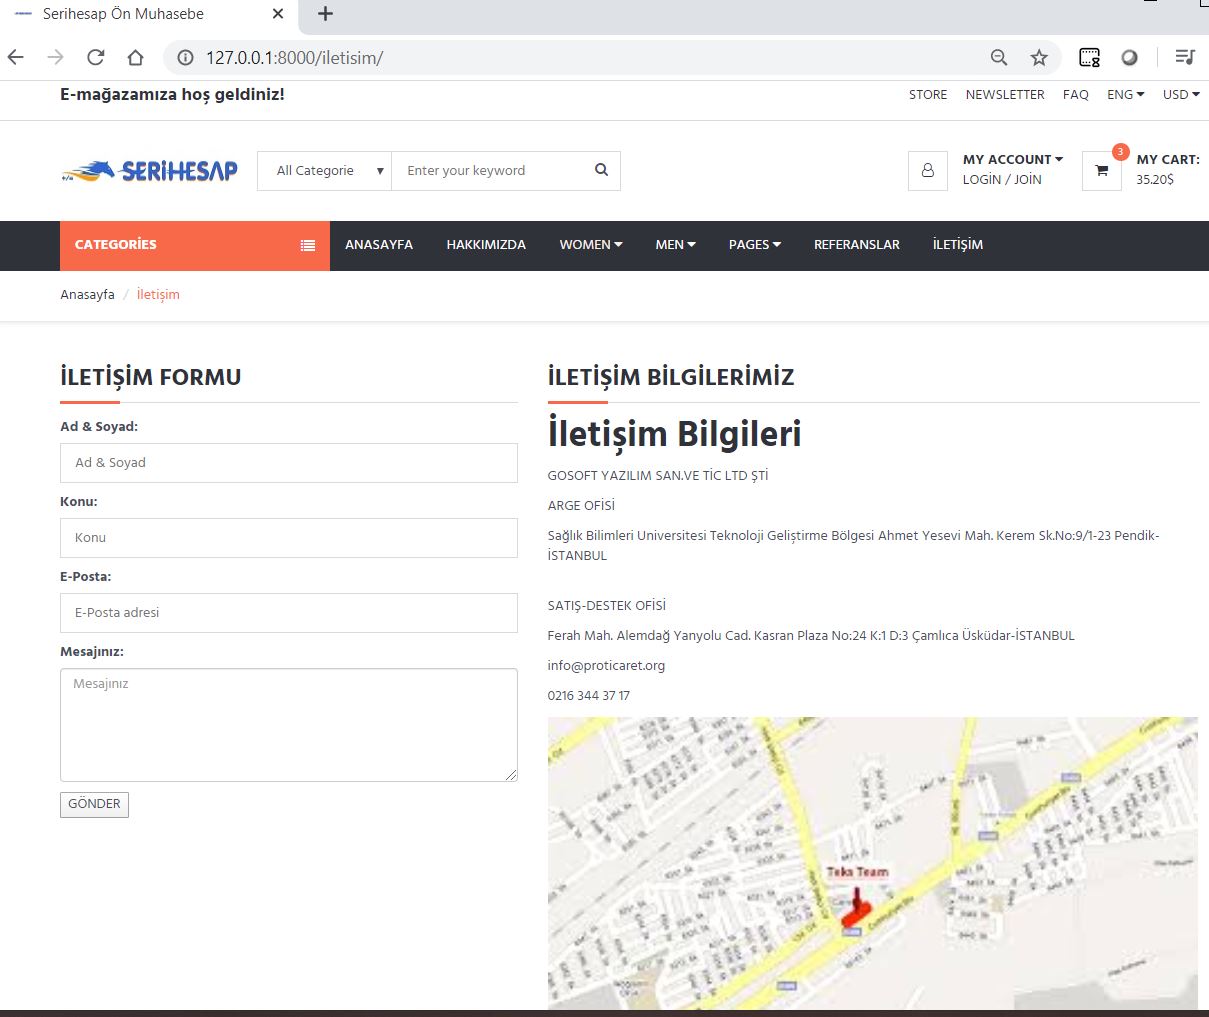 Serihesap Ön Muhasebe
127.0.0.1:8000/iletisim/
E-mağazamıza hoş geldiniz!
STORE NEWSLETTER FAQ ENG USD
SERİHESAP
All Categorie
Enter your keyword
3
MY ACCOUNT
LOGİN / JOİN
MY CART:
35.20$
CATEGORİES
ANASAYFA HAKKIMIZDA WOMEN MEN PAGES REFERANSLAR İLETİŞİM
Anasayfa / İletişim
İLETİŞİM FORMU
Ad & Soyad:
Ad & Soyad
Konu:
Konu
E-Posta:
E-Posta adresi
Mesajınız:
Mesajınız
GÖNDER
İLETİŞİM BİLGİLERİMİZ
İletişim Bilgileri
GOSOFT YAZILIM SAN.VE TİC LTD ŞTİ
ARGE OFİSİ
Sağlık Bilimleri Universitesi Teknoloji Geliştirme Bölgesi Ahmet Yesevi Mah. Kerem Sk.No:9/1-23 Pendik-
İSTANBUL
SATIŞ-DESTEK OFİSİ
Ferah Mah. Alemdağ Yanyolu Cad. Kasran Plaza No:24 K:1 D:3 Çamlıca Üsküdar-İSTANBUL
info@proticaret.org
0216 344 37 17
Teks Team